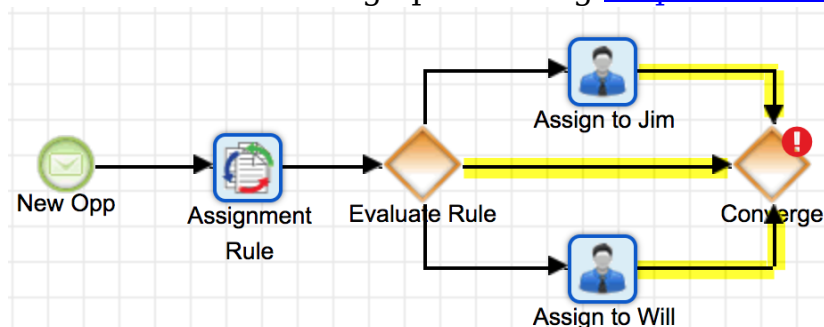 Assign to Jim
New Opp
Assignment
Rule
Evaluate Rule
Converge
Assign to Will